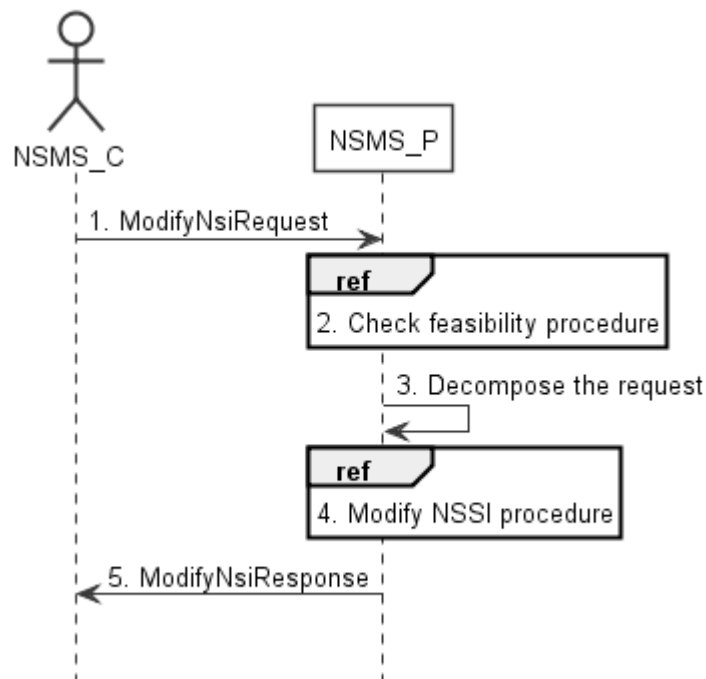 NSMS_C
NSMS_P
1. ModifyNsiRequest
ref
2. Check feasibility procedure
3. Decompose the request
ref
4. Modify NSSI procedure
5. ModifyNsiResponse